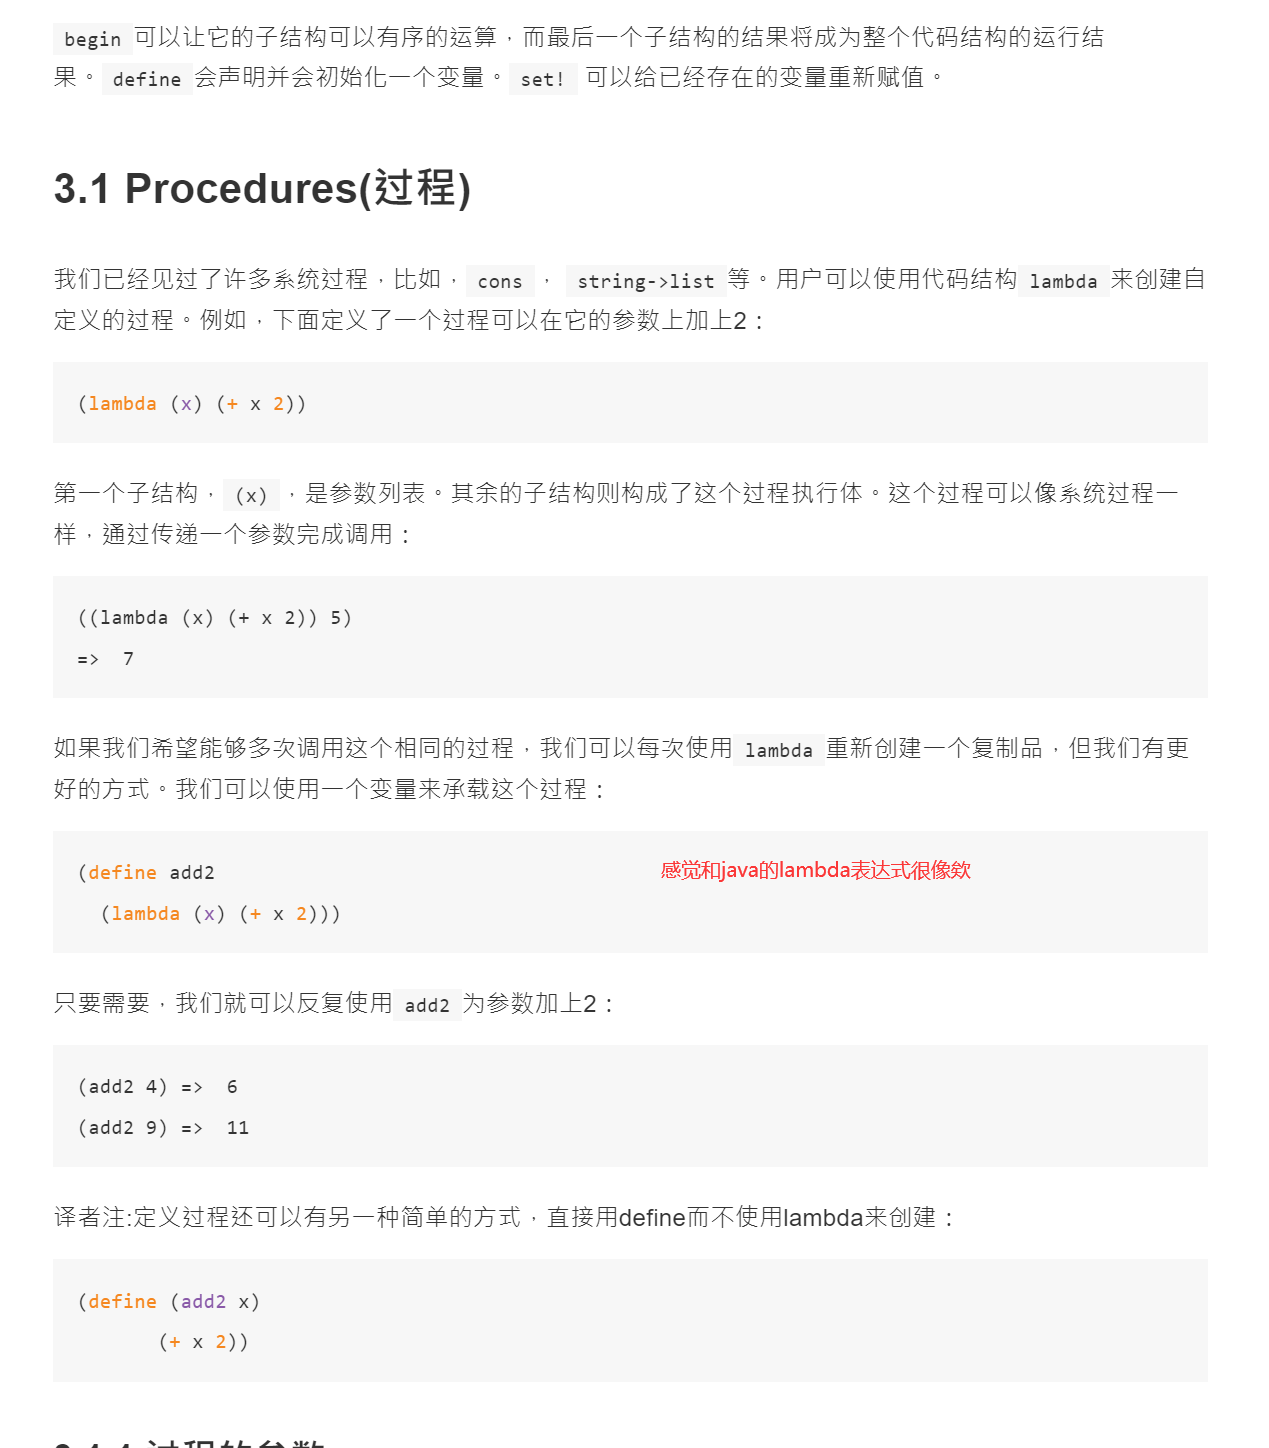 begin 可以让它的子结构可以有序的运算，而最后一个子结构的结果将成为整个代码结构的运行结
果。 define 会声明并会初始化一个变量。 set! 可以给已经存在的变量重新赋值。
3.1 Procedures(过程)
我们已经见过了许多系统过程，比如， cons ， string->list 等。用户可以使用代码结构 lambda 来创建自
定义的过程。例如，下面定义了一个过程可以在它的参数上加上2：
(lambda (x) (+ x 2))
第一个子结构， (x) ，是参数列表。其余的子结构则构成了这个过程执行体。这个过程可以像系统过程一
样，通过传递一个参数完成调用：
((lambda (x) (+ x 2)) 5)
=>  7
如果我们希望能够多次调用这个相同的过程，我们可以每次使用 lambda 重新创建一个复制品，但我们有更
好的方式。我们可以使用一个变量来承载这个过程：
(define add2
感觉和java的lambda表达式很像欸
  (lambda (x) (+ x 2)))
只要需要，我们就可以反复使用 add2 为参数加上2：
(add2 4) =>  6
(add2 9) =>  11
译者注:定义过程还可以有另一种简单的方式，直接用define而不使用lambda来创建：
(define (add2 x)
       (+ x 2))
3.1.1 过程的参数